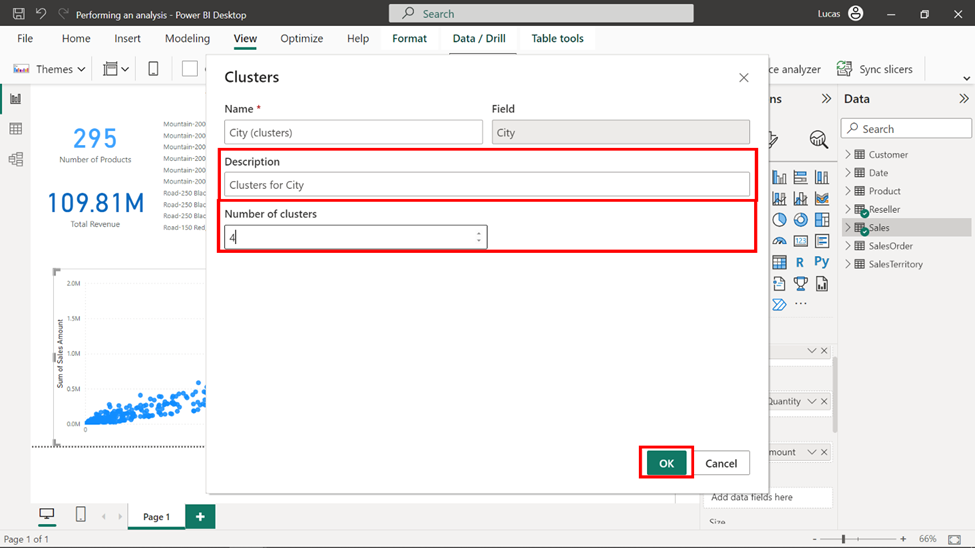 Performing an analysis - Power BI Desktop
Search
Lucas
File Home Insert Modeling View Optimize Help Format Data / Drill Table tools
Themes
ce analyzer
Sync slicers
Clusters
Name *
Field
City (clusters)
City
Description
Clusters for City
Number of clusters
4
OK
Cancel
295
Number of Products
109.81M
Total Revenue
Mountain-200
Mountain-200
Mountain-200
Mountain-200
Mountain-200
Mountain-200
Road-250 Blac
Road-250 Blac
Road-250 Blac
Road-150 Red,
Sum of Sales Amount
2.0M
1.5M
1.0M
0.5M
0.0M
0
ns
R
Py
Quantity
mount
Add data fields here
Size
Data
Search
Customer
Date
Product
Reseller
Sales
SalesOrder
SalesTerritory
Page 1
Page 1 of 1
66%